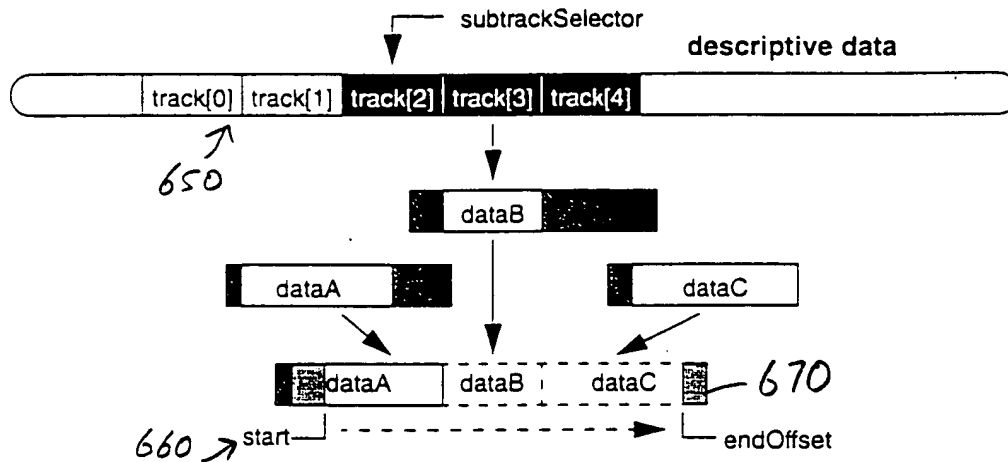 subtrackSelector
descriptive data
track[0] track[1] track[2] track[3] track[4]
650
dataB
dataA
dataC
dataA dataB dataC
670
660 start
endOffset